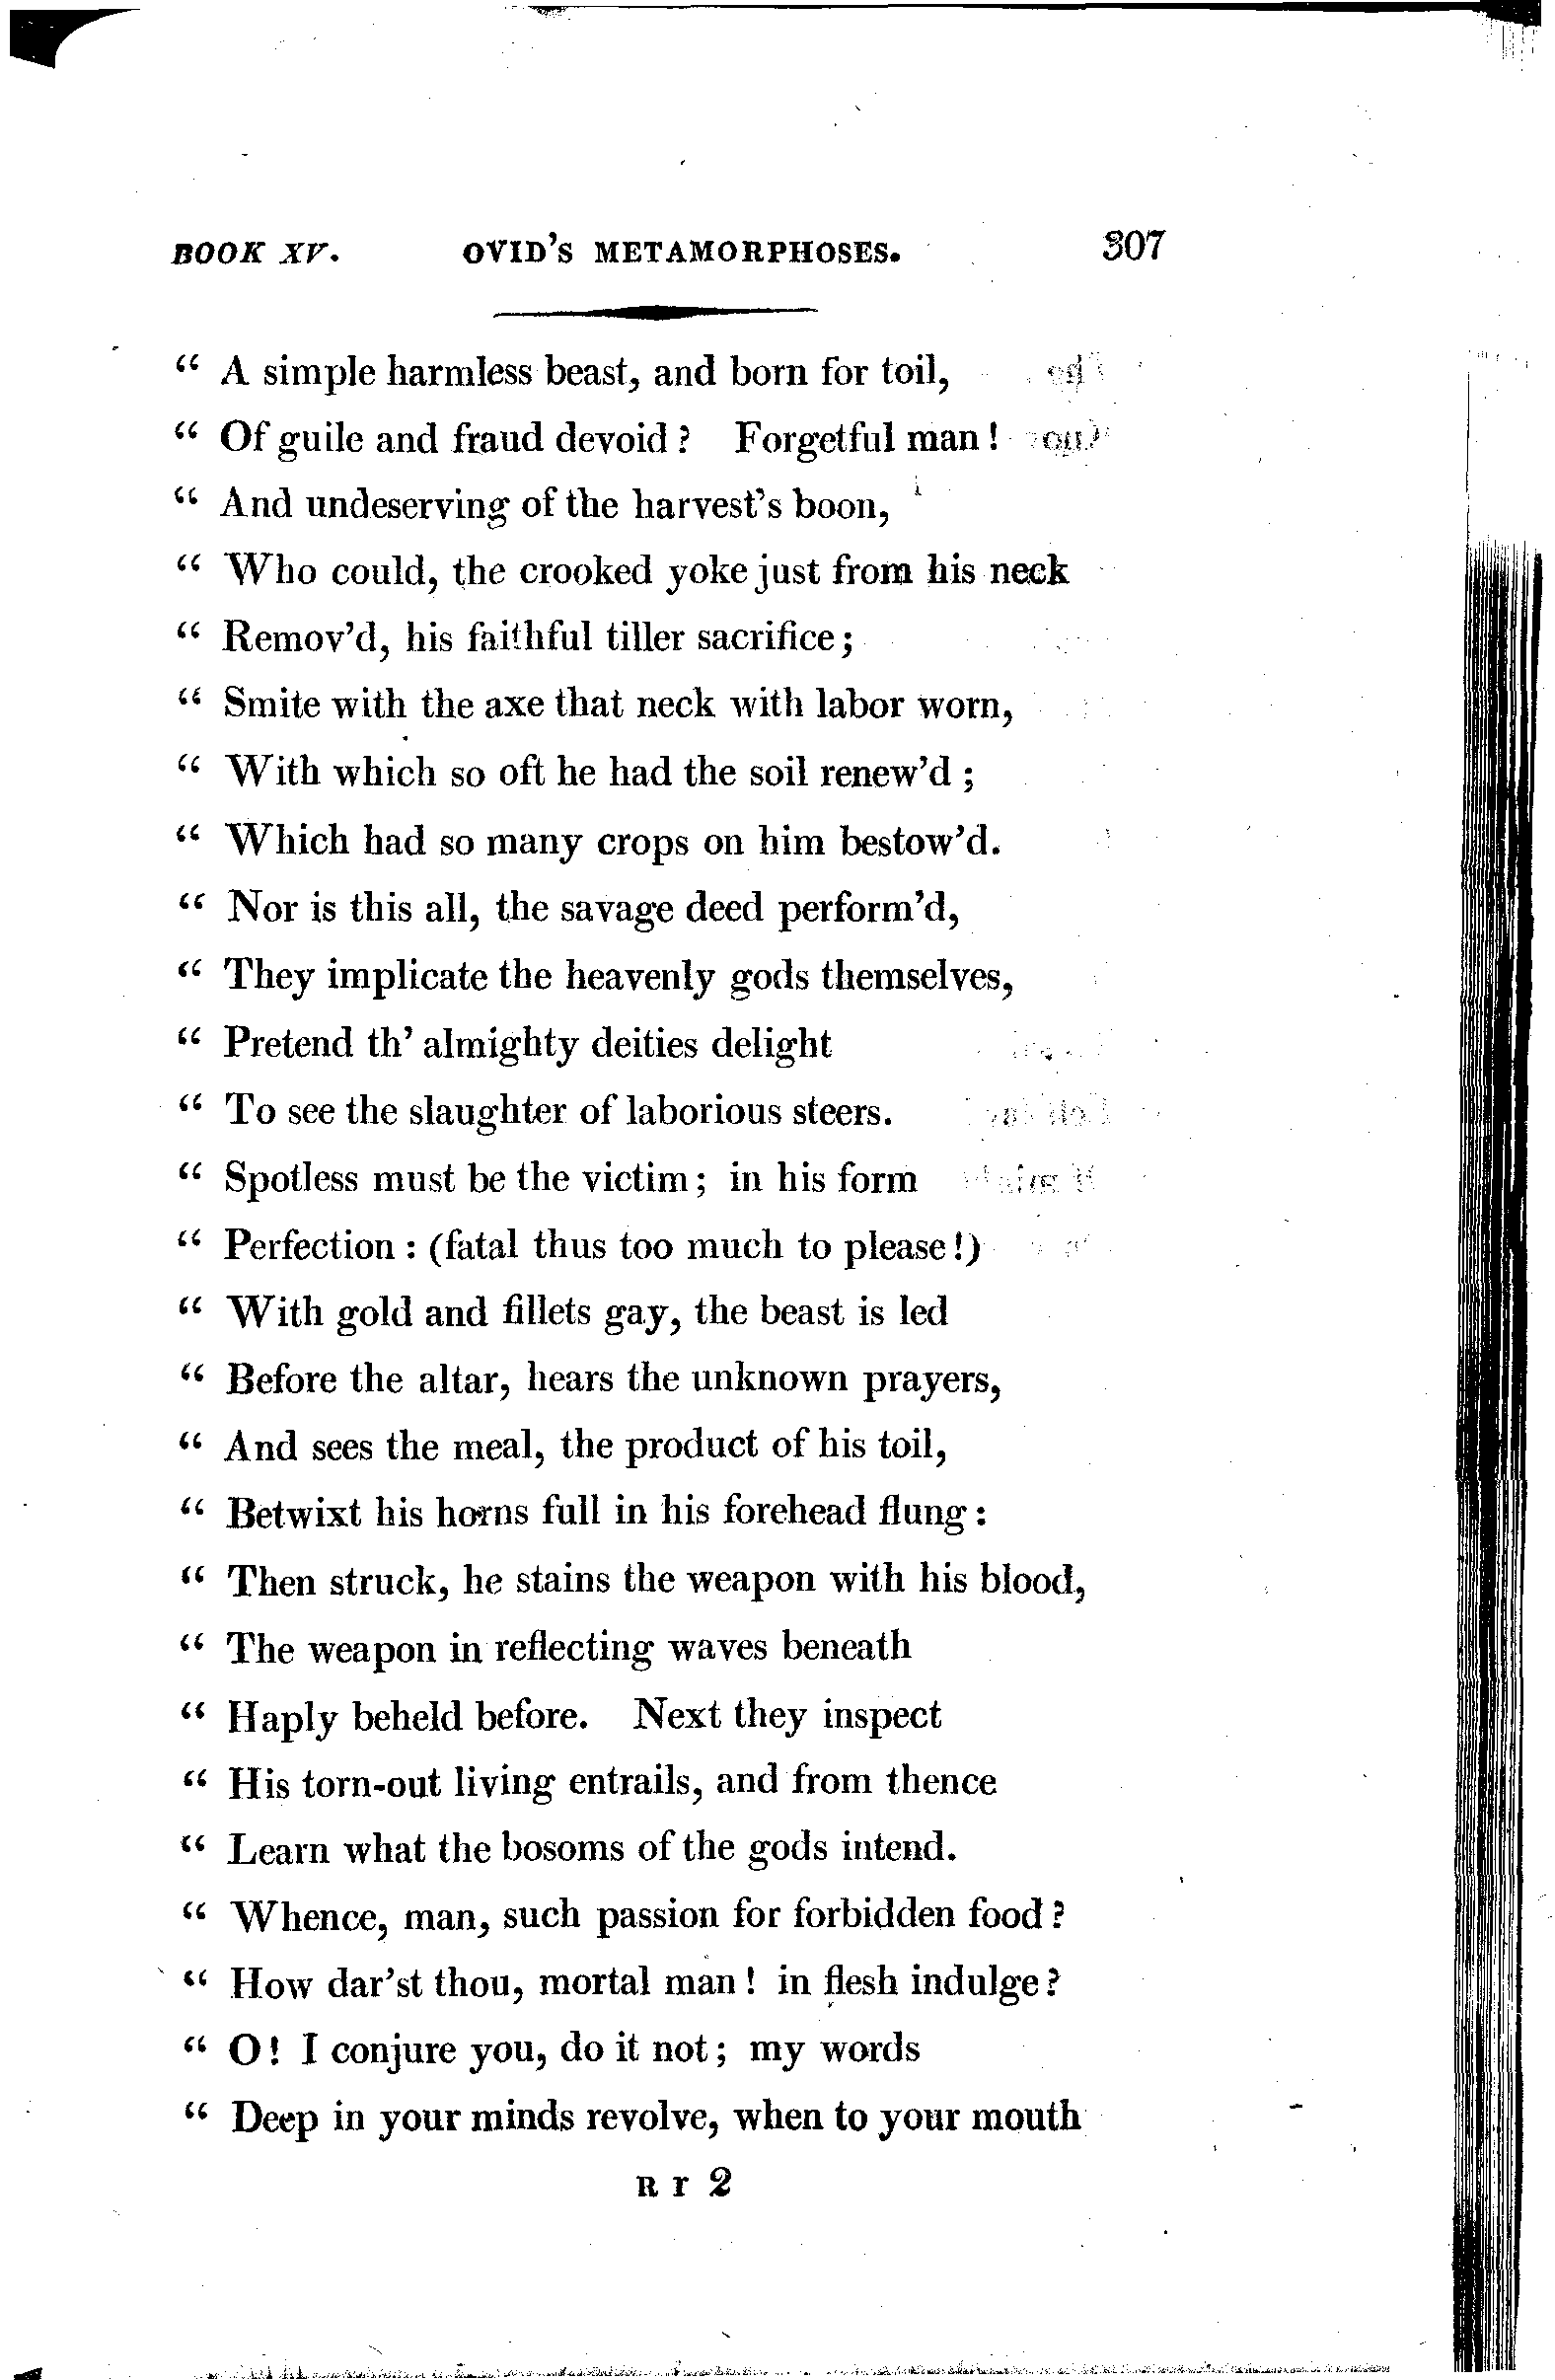 BOOK XV. OVID'S METAMORPHOSES. 307
“ A simple harmless beast, and born for toil,
“ Of guile and fraud devoid ? Forgetful man !
“ And undeserving of the harvest's boon,
“ Who could, the crooked yoke just from his neck
“ Remov'd, his faithful tiller sacrifice ;
“ Smite with the axe that neck with labor worn,
“ With which so oft he had the soil renew'd ;
“ Which had so many crops on him bestow'd.
“ Nor is this all, the savage deed perform'd,
“ They implicate the heavenly gods themselves,
“ Pretend th' almighty deities delight
“ To see the slaughter of laborious steers.
“ Spotless must be the victim ; in his form
“ Perfection : (fatal thus too much to please !)
“ With gold and fillets gay, the beast is led
“ Before the altar, hears the unknown prayers,
“ And sees the meal, the product of his toil,
“ Betwixt his horns full in his forehead flung :
“ Then struck, he stains the weapon with his blood,
“ The weapon in reflecting waves beneath
“ Haply beheld before. Next they inspect
“ His torn-out living entrails, and from thence
“ Learn what the bosoms of the gods intend.
“ Whence, man, such passion for forbidden food ?
“ How dar'st thou, mortal man ! in flesh indulge ?
“ O ! I conjure you, do it not ; my words
“ Deep in your minds revolve, when to your mouth
R r 2